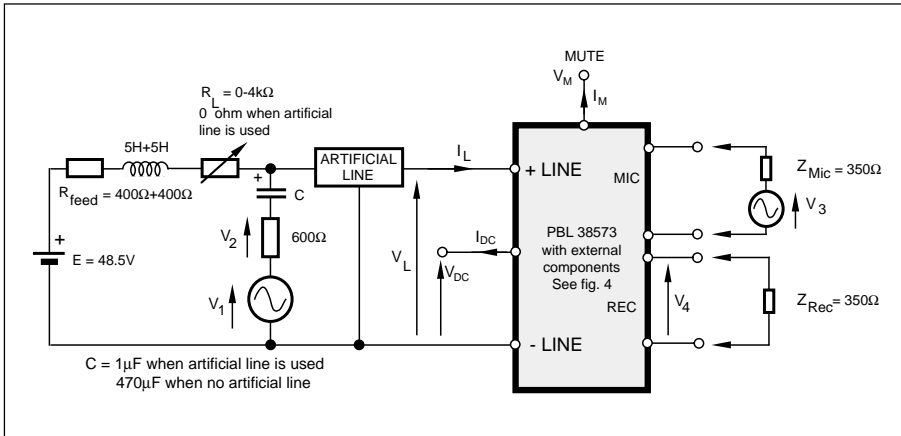 MUTE
V_M
I_M
R_L = 0-4kΩ
0 ohm when artificial
line is used
5H+5H
R_feed = 400Ω+400Ω
+
C
ARTIFICIAL
LINE
I_L
+ LINE
MIC
Z_Mic = 350Ω
V_3
V_2
600Ω
I_DC
V_DC
V_L
PBL 38573
with external
components
See fig. 4
+
E = 48.5V
V_1
REC
V_4
Z_Rec = 350Ω
- LINE
C = 1µF when artificial line is used
470µF when no artificial line